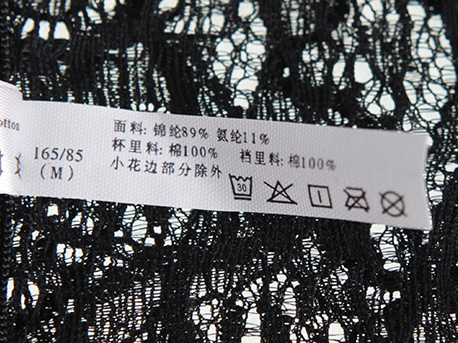 otton
165/85
(M)
面料: 锦纶89% 氨纶11%
杯里料: 棉100% 裆里料: 棉100%
小花边部分除外
30